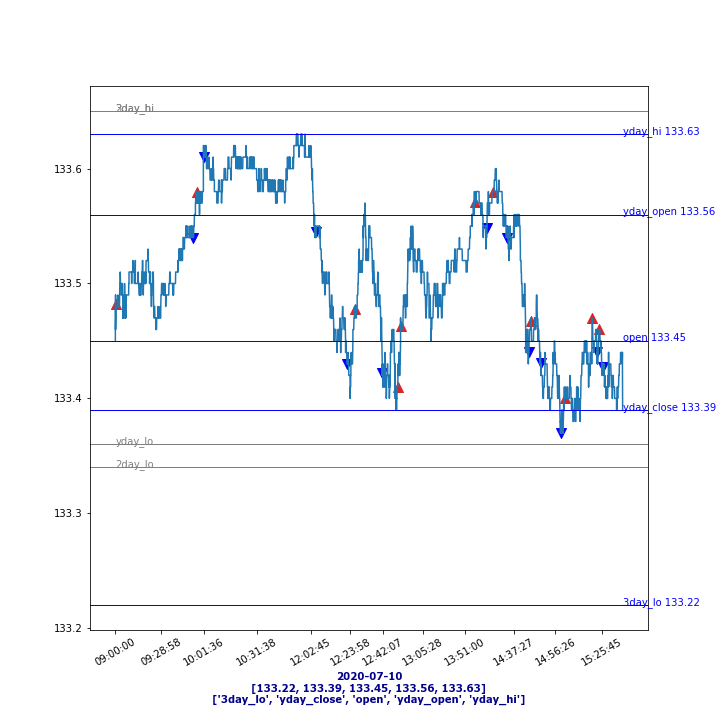 3day_hi
yday_hi 133.63
133.6
yday_open 133.56
133.5
open 133.45
133.4
yday_close 133.39
yday_lo
2day_lo
133.3
3day_lo 133.22
133.2
09:00:00
09:28:58
10:01:36
10:31:38
12:02:45
12:23:58
12:42:07
13:05:28
13:51:00
14:37:27
14:56:26
15:25:45
2020-07-10
[133.22, 133.39, 133.45, 133.56, 133.63]
['3day_lo', 'yday_close', 'open', 'yday_open', 'yday_hi']